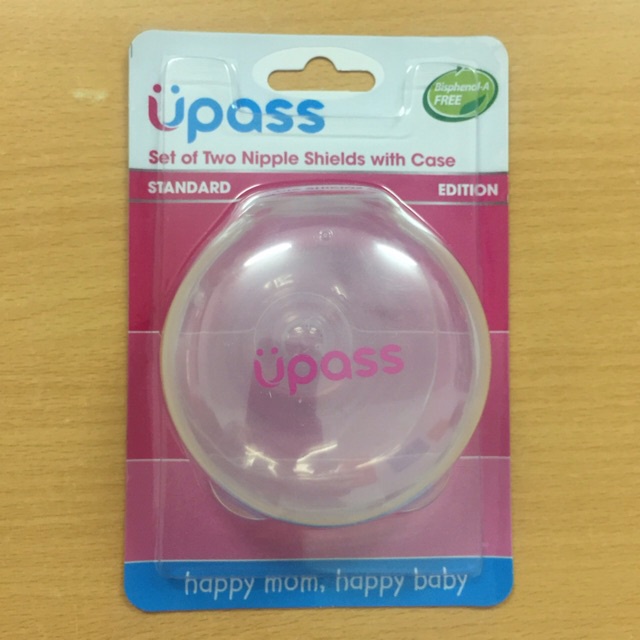 Üpass
Bisphenol-A
FREE
Set of Two Nipple Shields with Case
STANDARD EDITION
Üpass
happy mom, happy baby